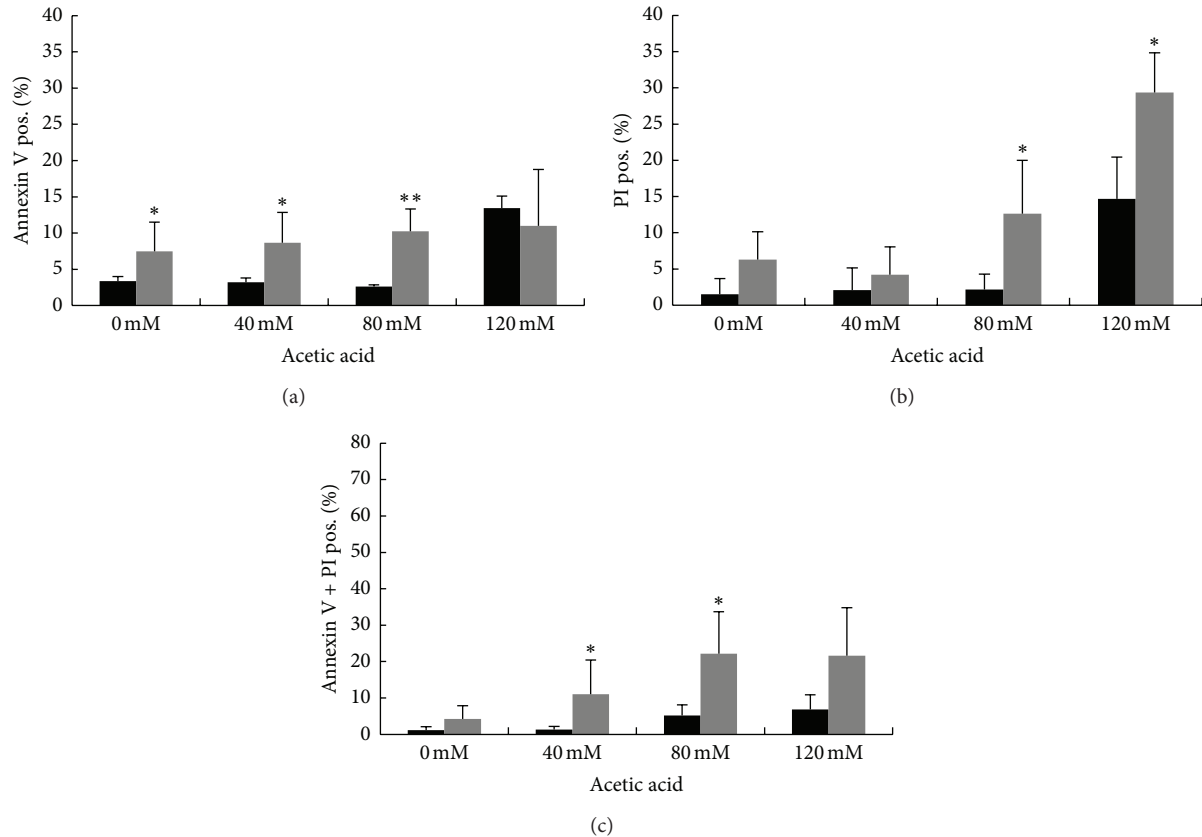 Annexin V pos. (%)
40
35
30
25
20
15
10
5
0
* * ** 
0 mM 40 mM 80 mM 120 mM
Acetic acid
(a)
PI pos. (%)
40
35
30
25
20
15
10
5
0
* *
0 mM 40 mM 80 mM 120 mM
Acetic acid
(b)
Annexin V + PI pos. (%)
80
70
60
50
40
30
20
10
0
* *
0 mM 40 mM 80 mM 120 mM
Acetic acid
(c)